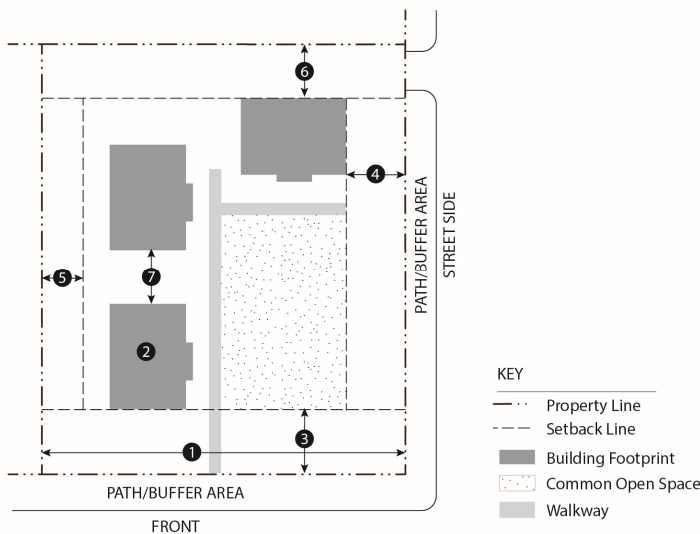 6
4
PATH/BUFFER AREA
STREET SIDE
5
7
2
3
1
PATH/BUFFER AREA
FRONT
KEY
Property Line
Setback Line
Building Footprint
Common Open Space
Walkway